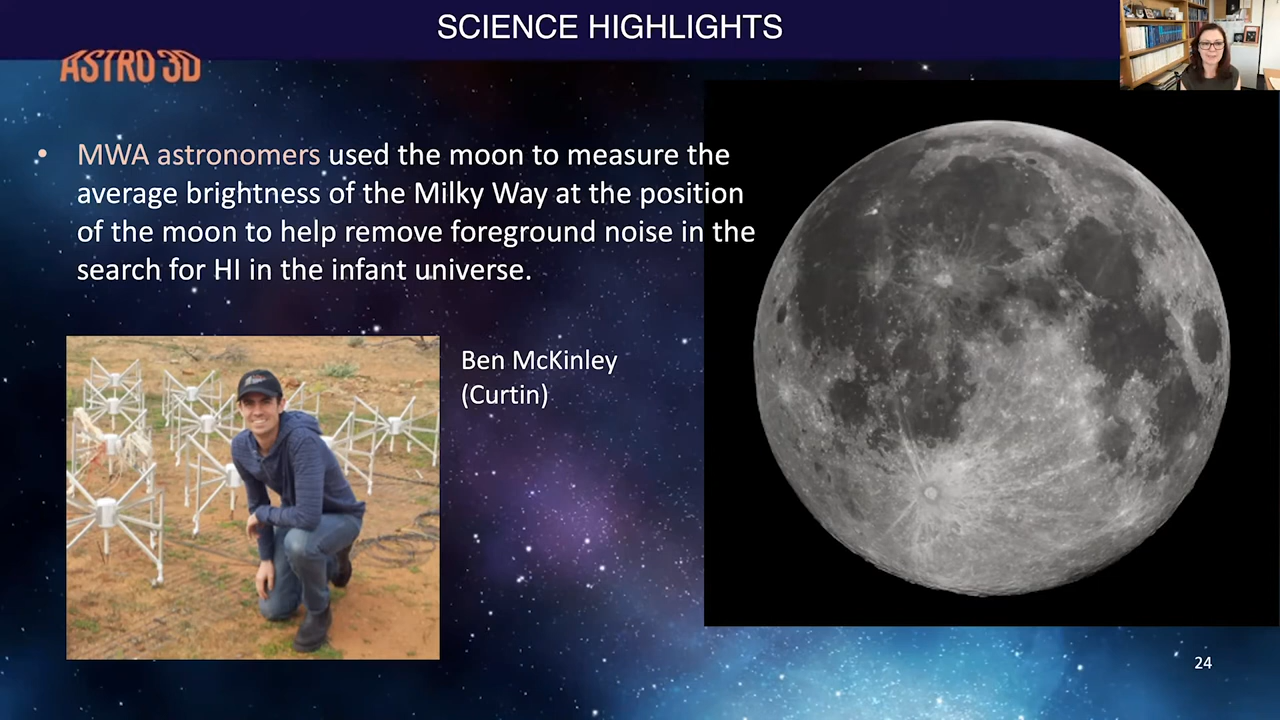 SCIENCE HIGHLIGHTS
ASTRO 3D
• MWA astronomers used the moon to measure the
average brightness of the Milky Way at the position
of the moon to help remove foreground noise in the
search for HI in the infant universe.
Ben McKinley
(Curtin)
24